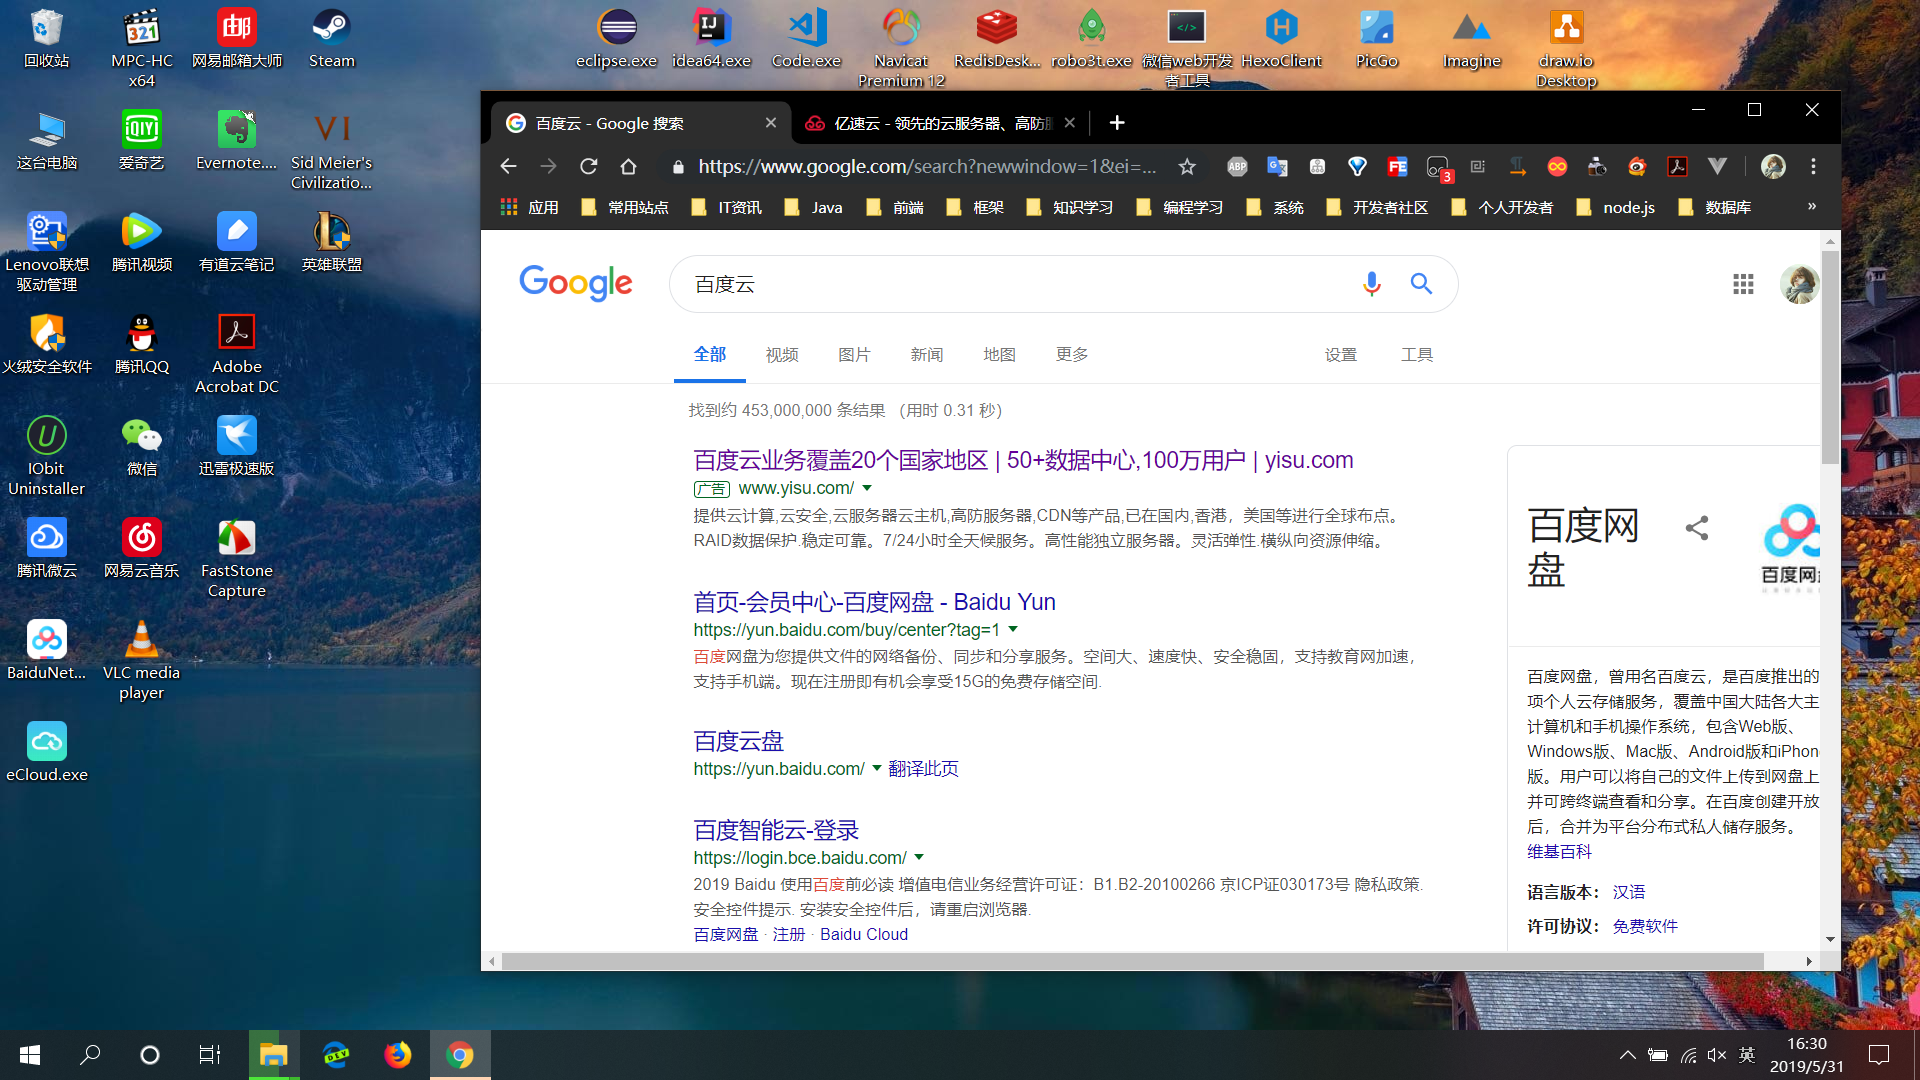 回收站
MPC-HC x64
网易邮箱大师
Steam
eclipse.exe
idea64.exe
Code.exe
Navicat Premium 12
RedisDesk...
robo3t.exe
微信web开发者工具
HexoClient
PicGo
Imagine
draw.io Desktop
这台电脑
爱奇艺
Evernote....
Sid Meier's Civilizatio...
Lenovo联想驱动管理
腾讯视频
有道云笔记
英雄联盟
火绒安全软件
腾讯QQ
Adobe Acrobat DC
IObit Uninstaller
微信
迅雷极速版
腾讯微云
网易云音乐
FastStone Capture
BaiduNet...
VLC media player
eCloud.exe
百度云 - Google 搜索
亿速云 - 领先的云服务器、高防
https://www.google.com/search?newwindow=1&ei=...
ABP
FE
3
应用
常用站点
IT资讯
Java
前端
框架
知识学习
编程学习
系统
开发者社区
个人开发者
node.js
数据库
»
Google
百度云
全部
视频
图片
新闻
地图
更多
设置
工具
找到约 453,000,000 条结果 （用时 0.31 秒）
百度云业务覆盖20个国家地区 | 50+数据中心,100万用户 | yisu.com
广告 www.yisu.com/
提供云计算,云安全,云服务器云主机,高防服务器,CDN等产品,已在国内,香港，美国等进行全球布点。
RAID数据保护.稳定可靠。7/24小时全天候服务。高性能独立服务器。灵活弹性.横纵向资源伸缩。
首页-会员中心-百度网盘 - Baidu Yun
https://yun.baidu.com/buy/center?tag=1
百度网盘为您提供文件的网络备份、同步和分享服务。空间大、速度快、安全稳固，支持教育网加速，
支持手机端。现在注册即有机会享受15G的免费存储空间.
百度云盘
https://yun.baidu.com/ 翻译此页
百度智能云-登录
https://login.bce.baidu.com/
2019 Baidu 使用百度前必读 增值电信业务经营许可证：B1.B2-20100266 京ICP证030173号 隐私政策.
安全控件提示. 安装安全控件后，请重启浏览器.
百度网盘 · 注册 · Baidu Cloud
百度网盘
百度网
百度网盘，曾用名百度云，是百度推出的
项个人云存储服务，覆盖中国大陆各大主
计算机和手机操作系统，包含Web版、
Windows版、Mac版、Android版和iPhon
版。用户可以将自己的文件上传到网盘上
并可跨终端查看和分享。在百度创建开放
后，合并为平台分布式私人储存服务。
维基百科
语言版本： 汉语
许可协议： 免费软件
英
16:30
2019/5/31